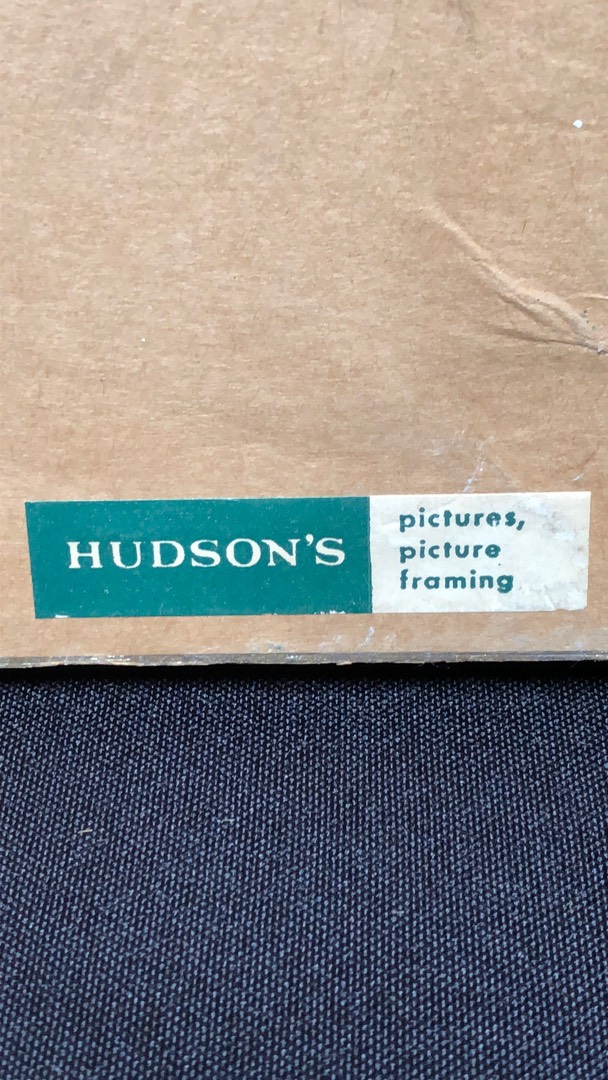 HUDSON'S
pictures,
picture
framing